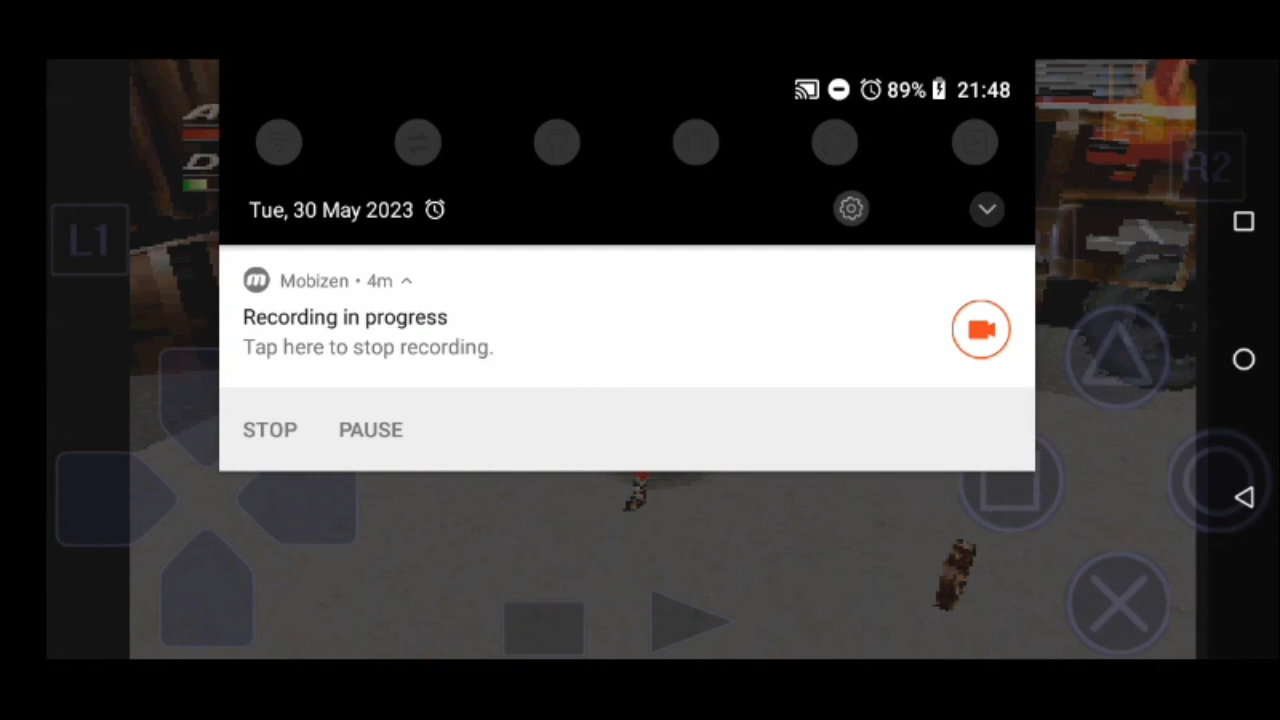 89% 21:48
Tue, 30 May 2023
Mobizen • 4m
Recording in progress
Tap here to stop recording.
STOP PAUSE
L1
R2
A
D